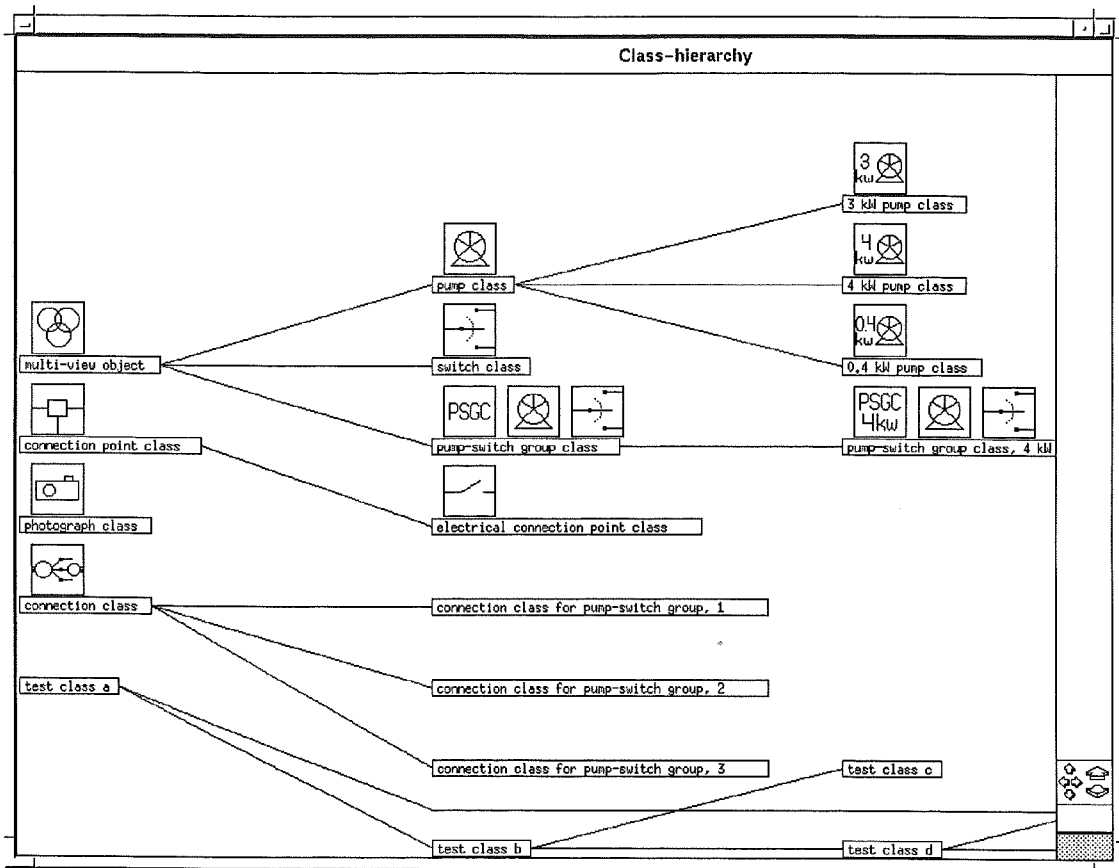 Class-hierarchy
3
kw
3 kW pump class
4
kw
pump class
4 kW pump class
0.4
kw
multi-view object
switch class
0.4 kW pump class
PSGC
PSGC
4kw
connection point class
pump-switch group class
pump-switch group class, 4 kW
photograph class
electrical connection point class
connection class
connection class for pump-switch group, 1
test class a
connection class for pump-switch group, 2
connection class for pump-switch group, 3
test class c
test class b
test class d